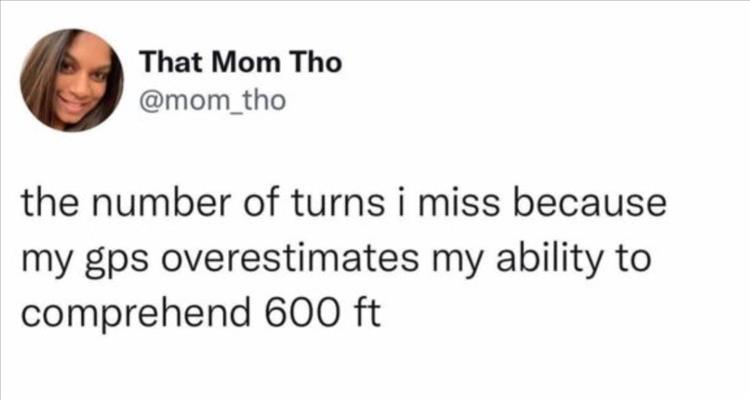 That Mom Tho
@mom_tho
the number of turns i miss because
my gps overestimates my ability to
comprehend 600 ft